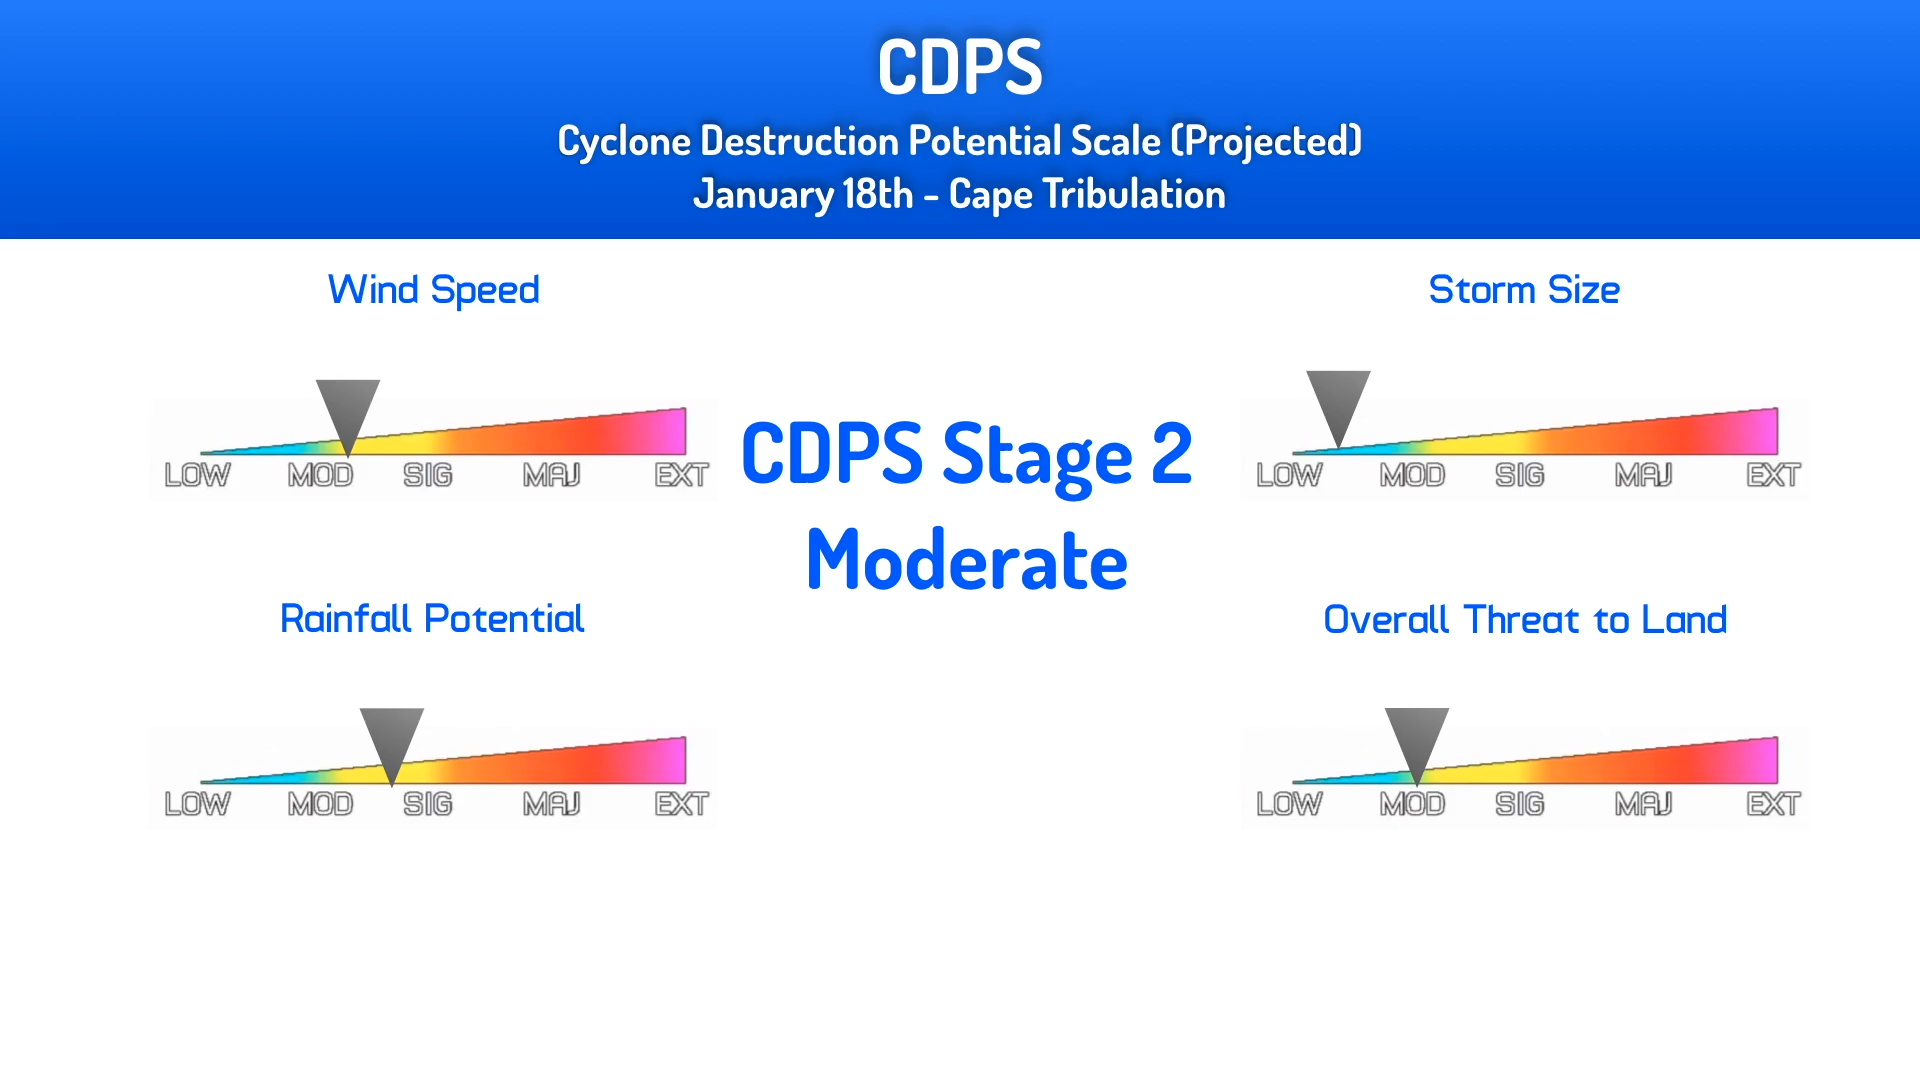 CDPS
Cyclone Destruction Potential Scale (Projected)
January 18th - Cape Tribulation
Wind Speed
LOW MOD SIG MAJ EXT
Storm Size
LOW MOD SIG MAJ EXT
CDPS Stage 2
Moderate
Rainfall Potential
LOW MOD SIG MAJ EXT
Overall Threat to Land
LOW MOD SIG MAJ EXT